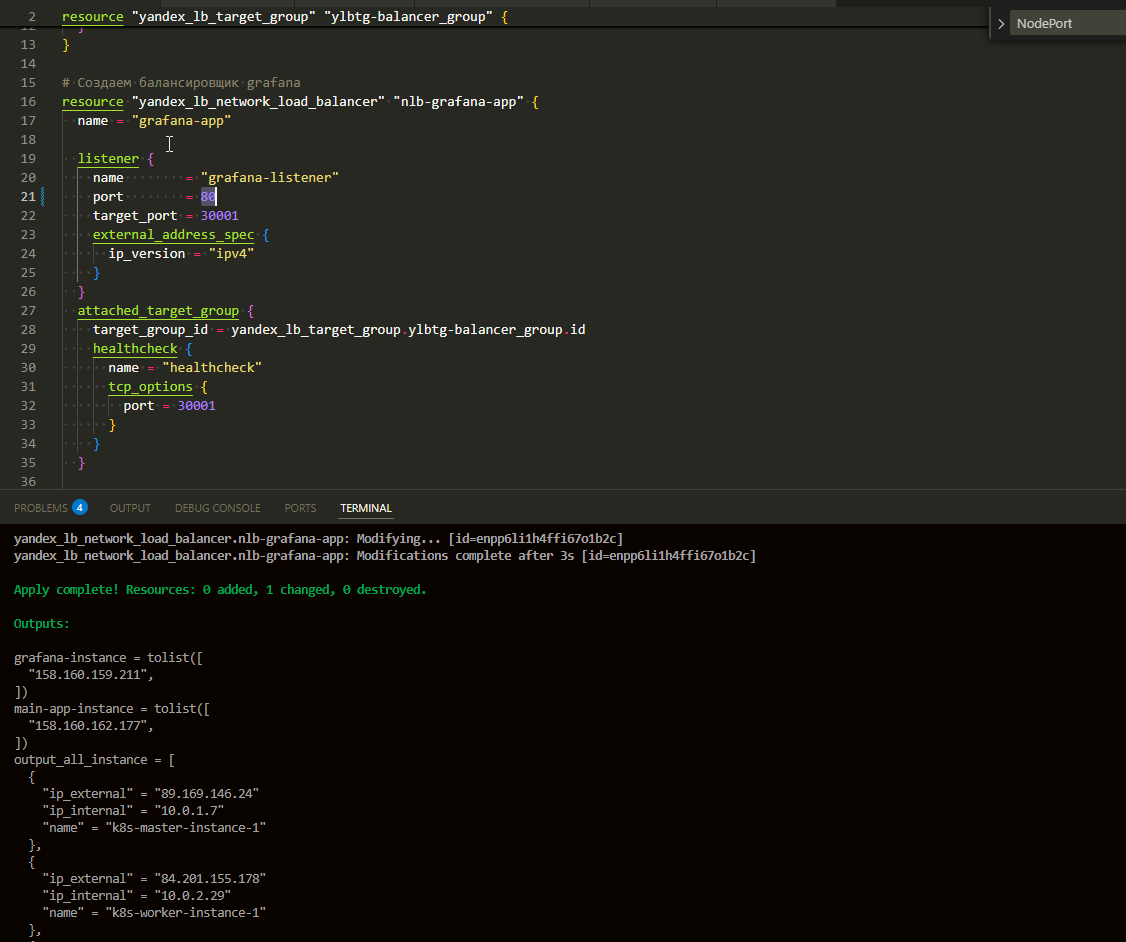 2 resource "yandex_lb_target_group" "ylbtg-balancer_group" {
NodePort
12 }
13 }
14
15 # Создаем балансировщик grafana
16 resource "yandex_lb_network_load_balancer" "nlb-grafana-app" {
17 name = "grafana-app"
18
19 listener {
20 name = "grafana-listener"
21 port = 80
22 target_port = 30001
23 external_address_spec {
24 ip_version = "ipv4"
25 }
26 }
27 attached_target_group {
28 target_group_id = yandex_lb_target_group.ylbtg-balancer_group.id
29 healthcheck {
30 name = "healthcheck"
31 tcp_options {
32 port = 30001
33 }
34 }
35 }
36
PROBLEMS 4 OUTPUT DEBUG CONSOLE PORTS TERMINAL
yandex_lb_network_load_balancer.nlb-grafana-app: Modifying... [id=enpp6li1h4ffi67o1b2c]
yandex_lb_network_load_balancer.nlb-grafana-app: Modifications complete after 3s [id=enpp6li1h4ffi67o1b2c]
Apply complete! Resources: 0 added, 1 changed, 0 destroyed.
Outputs:
grafana-instance = tolist([
"158.160.159.211",
])
main-app-instance = tolist([
"158.160.162.177",
])
output_all_instance = [
{
"ip_external" = "89.169.146.24"
"ip_internal" = "10.0.1.7"
"name" = "k8s-master-instance-1"
},
{
"ip_external" = "84.201.155.178"
"ip_internal" = "10.0.2.29"
"name" = "k8s-worker-instance-1"
},